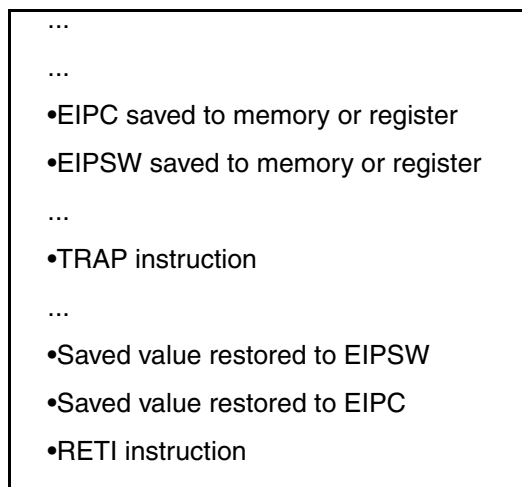 ...
...
•EIPC saved to memory or register
•EIPSW saved to memory or register
...
•TRAP instruction
...
•Saved value restored to EIPSW
•Saved value restored to EIPC
•RETI instruction